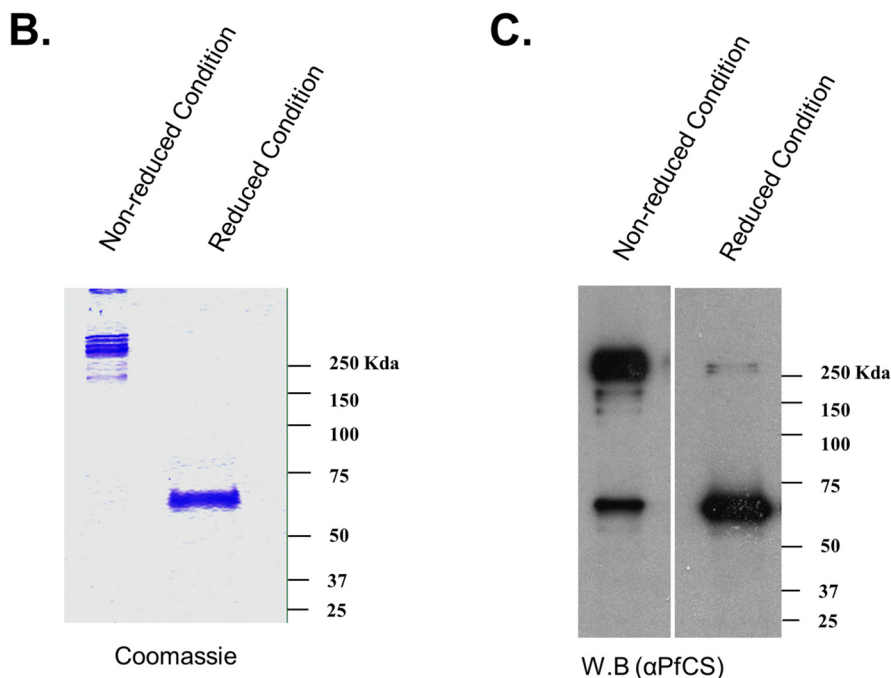 B.
Non-reduced Condition
Reduced Condition
250 Kda
150
100
75
50
37
25
Coomassie
C.
Non-reduced Condition
Reduced Condition
250 Kda
150
100
75
50
37
25
W.B (αPfCS)